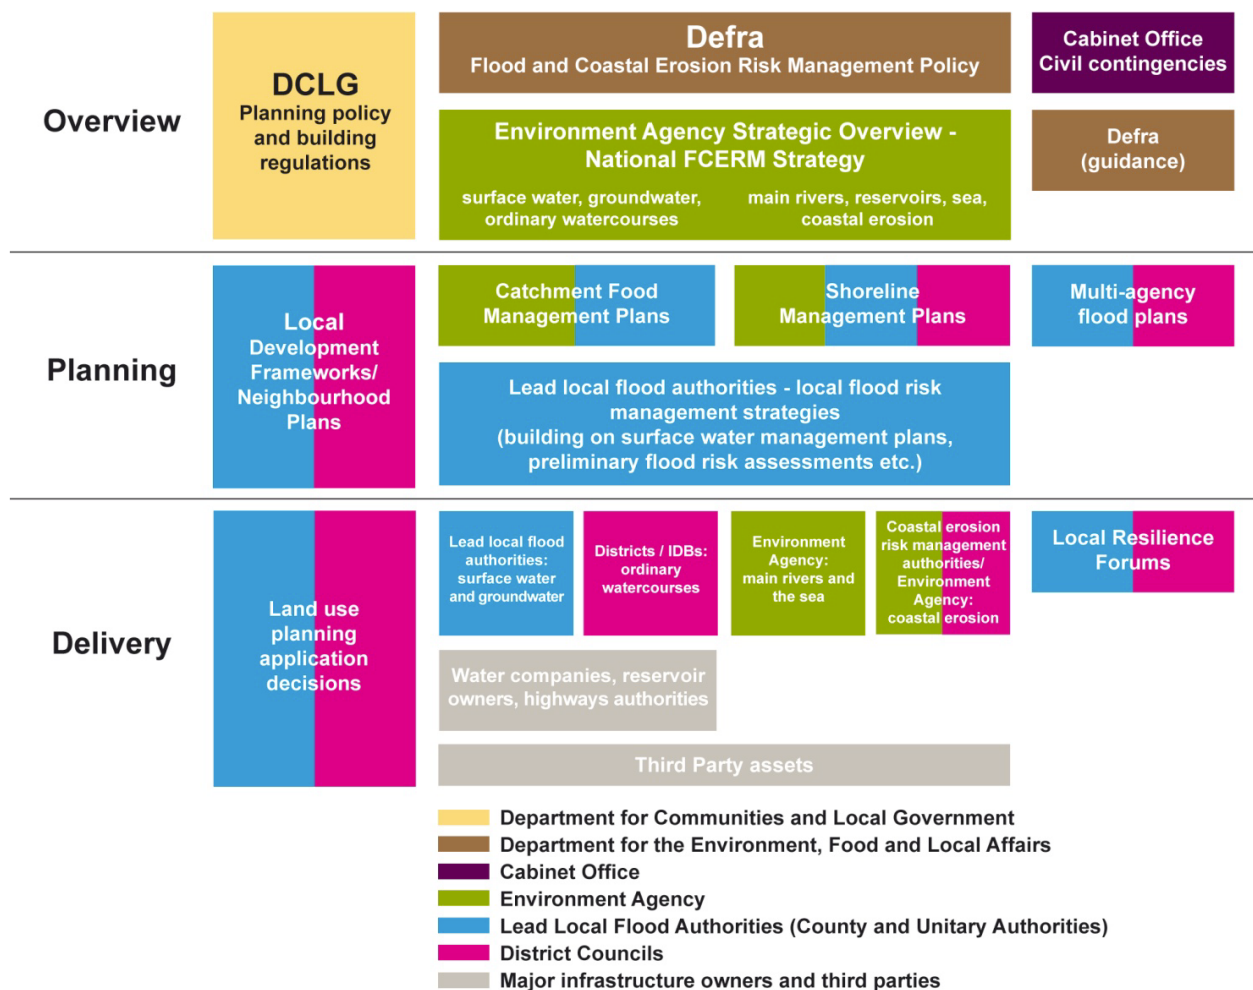 Overview
DCLG
Planning policy
and building
regulations
Defra
Flood and Coastal Erosion Risk Management Policy
Environment Agency Strategic Overview -
National FCERM Strategy
surface water, groundwater,
ordinary watercourses
main rivers, reservoirs, sea,
coastal erosion
Cabinet Office
Civil contingencies
Defra
(guidance)
Planning
Local
Development
Frameworks/
Neighbourhood
Plans
Catchment Food
Management Plans
Shoreline
Management Plans
Multi-agency
flood plans
Lead local flood authorities - local flood risk
management strategies
(building on surface water management plans,
preliminary flood risk assessments etc.)
Delivery
Land use
planning
application
decisions
Lead local flood
authorities:
surface water
and groundwater
Districts / IDBs:
ordinary
watercourses
Environment
Agency:
main rivers and
the sea
Coastal erosion
risk management
authorities/
Environment
Agency:
coastal erosion
Local Resilience
Forums
Water companies, reservoir
owners, highways authorities
Third Party assets
Department for Communities and Local Government
Department for the Environment, Food and Local Affairs
Cabinet Office
Environment Agency
Lead Local Flood Authorities (County and Unitary Authorities)
District Councils
Major infrastructure owners and third parties